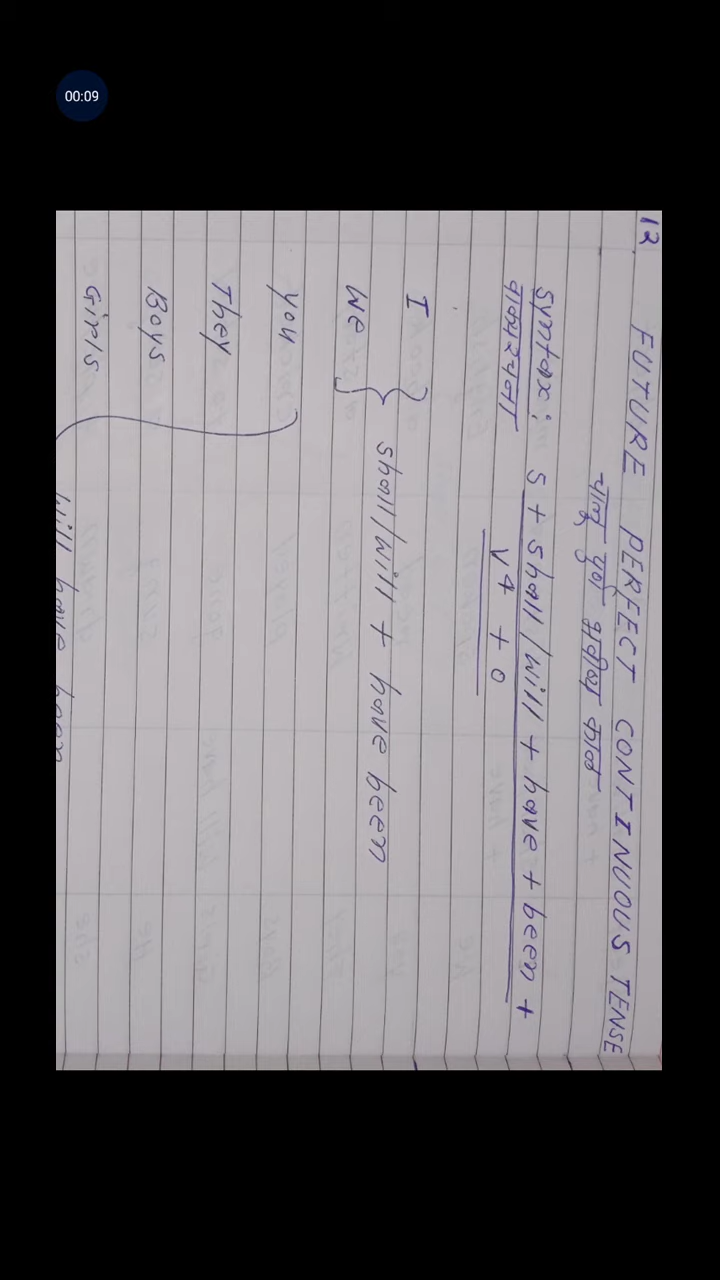 00:09
12
FUTURE PERFECT CONTINUOUS TENSE
चालू पूर्ण भविष्य काळ
Syntax: S + shall/will + have + been +
वाक्यरचना V4 + O
I
We } shall/will + have been
you
They
Boys
Girls
will have been